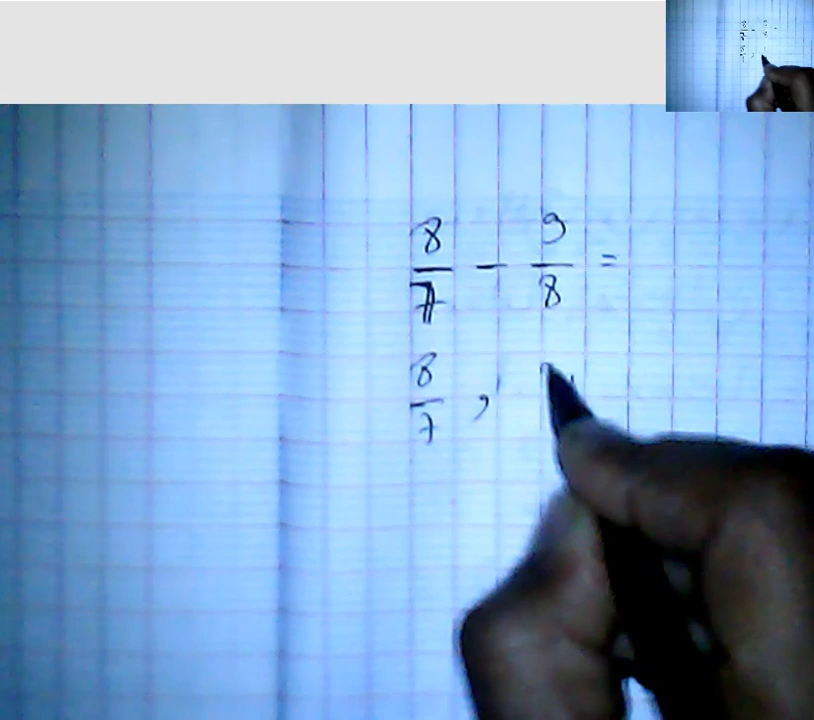 8/7 - 9/8 =
8/7 ,